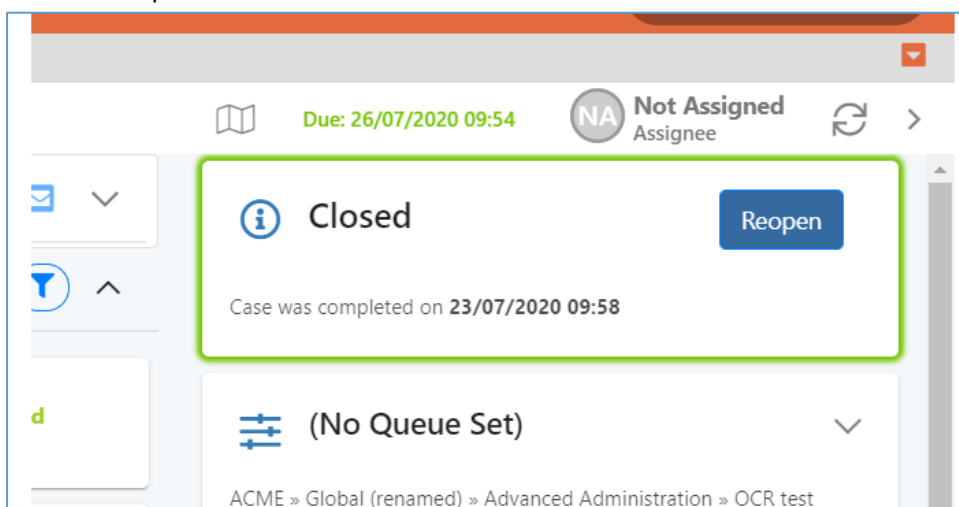 Due: 26/07/2020 09:54
NA
Not Assigned
Assignee
Closed
Reopen
Case was completed on 23/07/2020 09:58
d
(No Queue Set)
ACME » Global (renamed) » Advanced Administration » OCR test